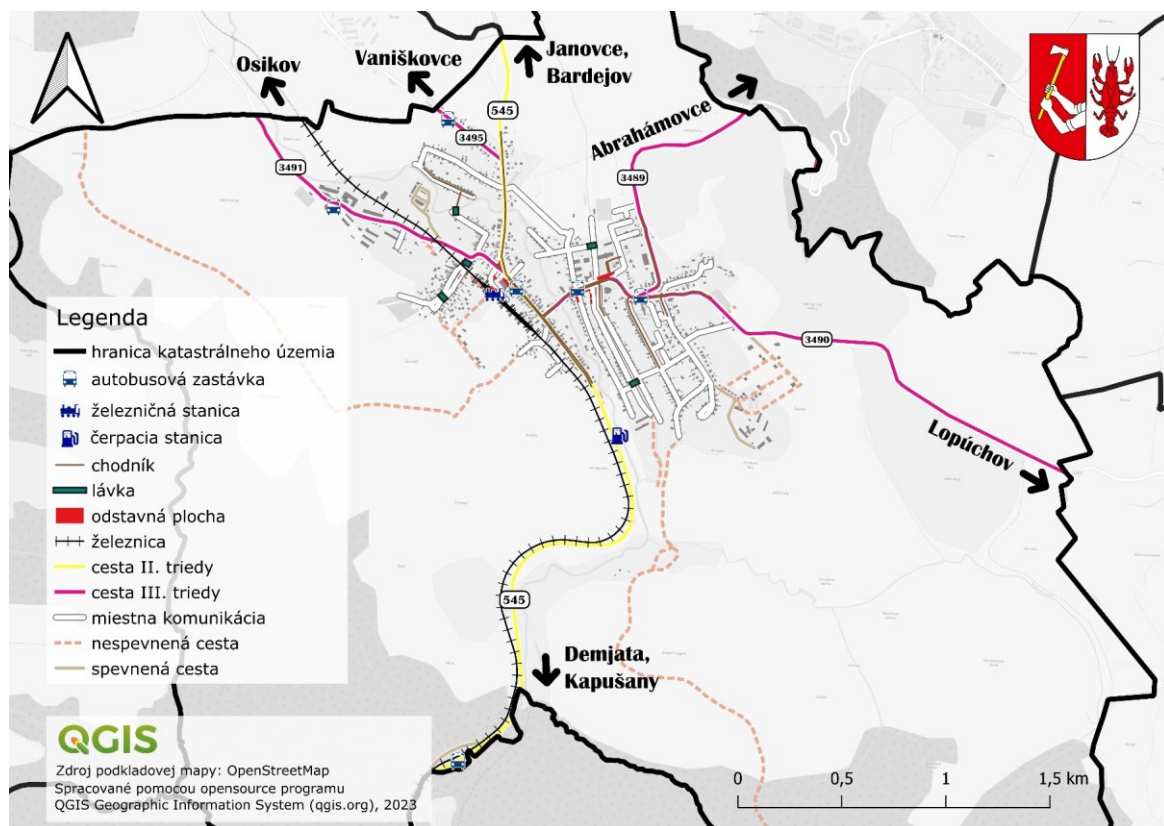 Osikov
Vaniškovce
Janovce,
Bardejov
Abrahámovce
545
3495
3491
3489
3490
Lopúchov
Legenda
hranica katastrálneho územia
autobusová zastávka
železničná stanica
čerpacia stanica
chodník
lávka
odstavná plocha
železnica
cesta II. triedy
cesta III. triedy
miestna komunikácia
nespevnená cesta
spevnená cesta
545
Demjata,
Kapušany
QGIS
Zdroj podkladovej mapy: OpenStreetMap
Spracované pomocou opensource programu
QGIS Geographic Information System (qgis.org), 2023
0 0,5 1 1,5 km